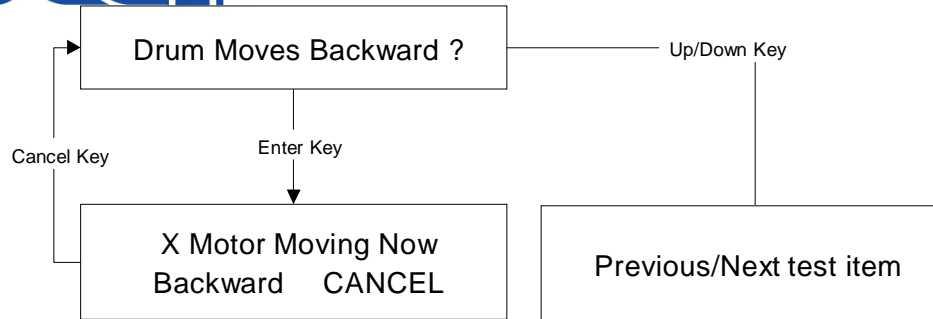 Drum Moves Backward ?
Up/Down Key
Enter Key
Cancel Key
X Motor Moving Now
Backward CANCEL
Previous/Next test item